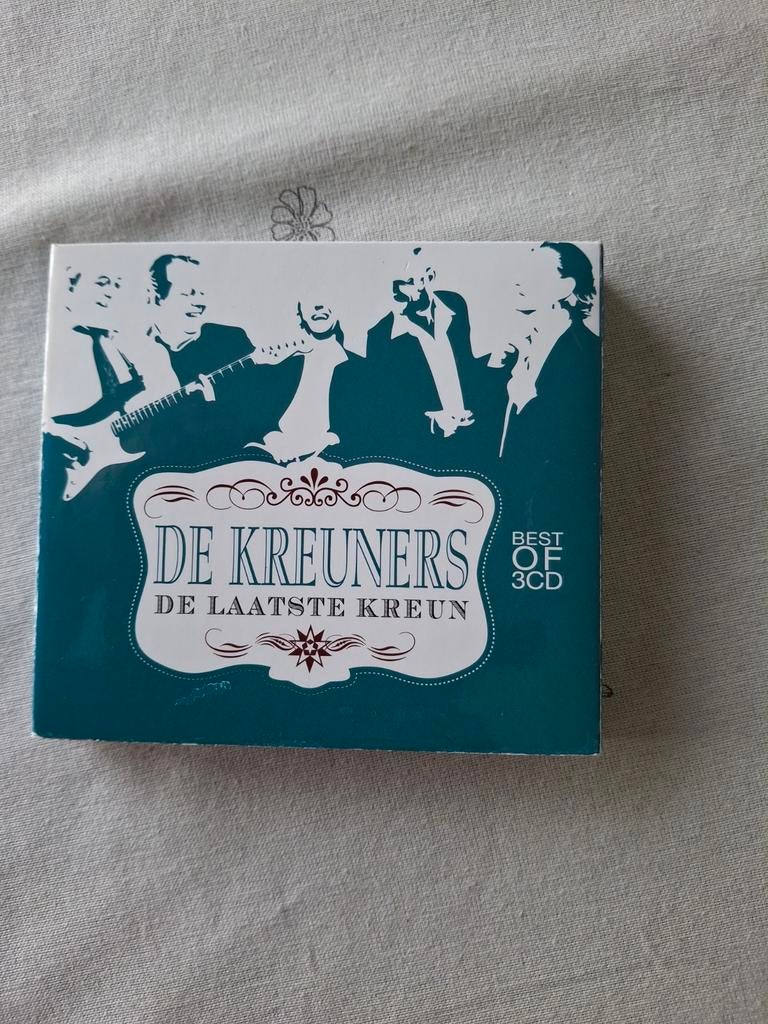 DE KREUNERS
DE LAATSTE KREUN
BEST
OF
3CD